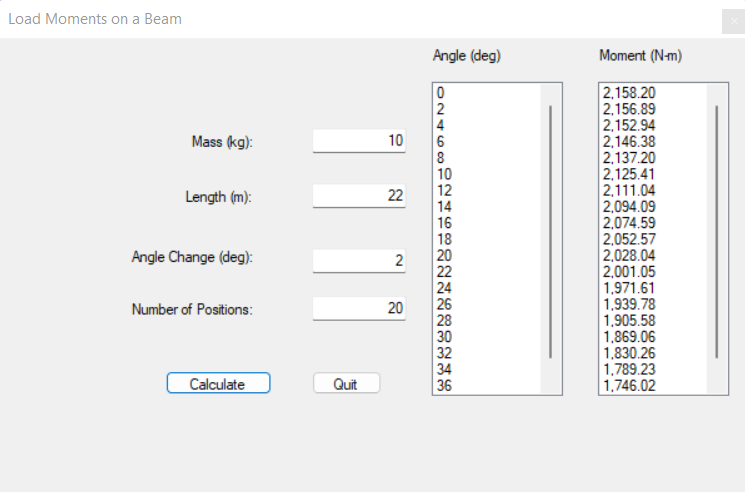 Load Moments on a Beam
Angle (deg) Moment (N-m)
0 2,158.20
2 2,156.89
4 2,152.94
Mass (kg): 10
6 2,146.38
8 2,137.20
10 2,125.41
12 2,111.04
Length (m): 22
14 2,094.09
16 2,074.59
18 2,052.57
20 2,028.04
Angle Change (deg): 2
22 2,001.05
24 1,971.61
26 1,939.78
Number of Positions: 20
28 1,905.58
30 1,869.06
32 1,830.26
34 1,789.23
36 1,746.02
Calculate Quit